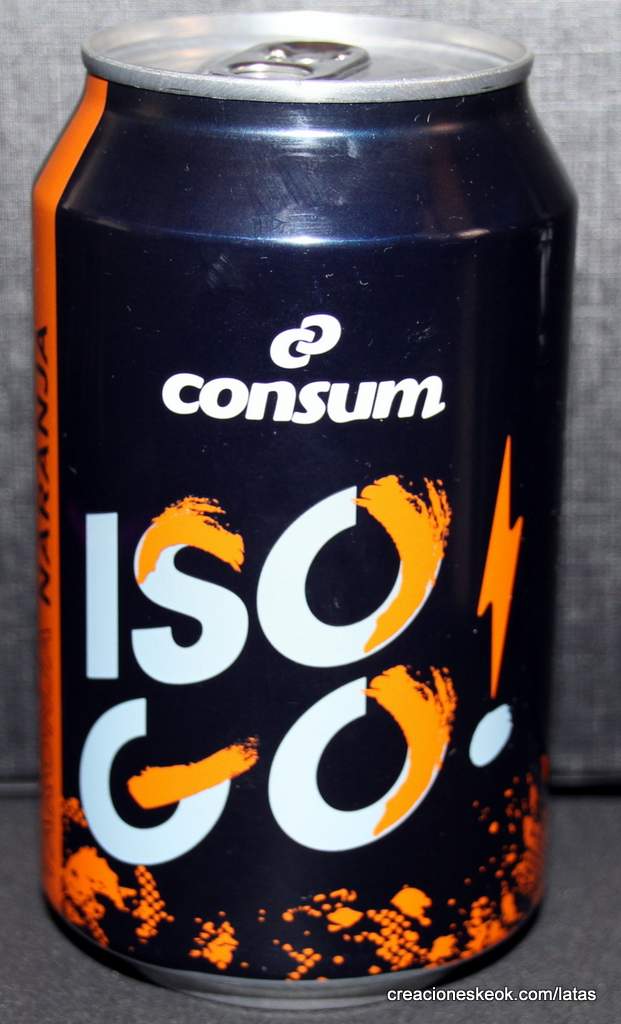 consum
ISO
GO!
NARANJA
creacioneskeok.com/latas